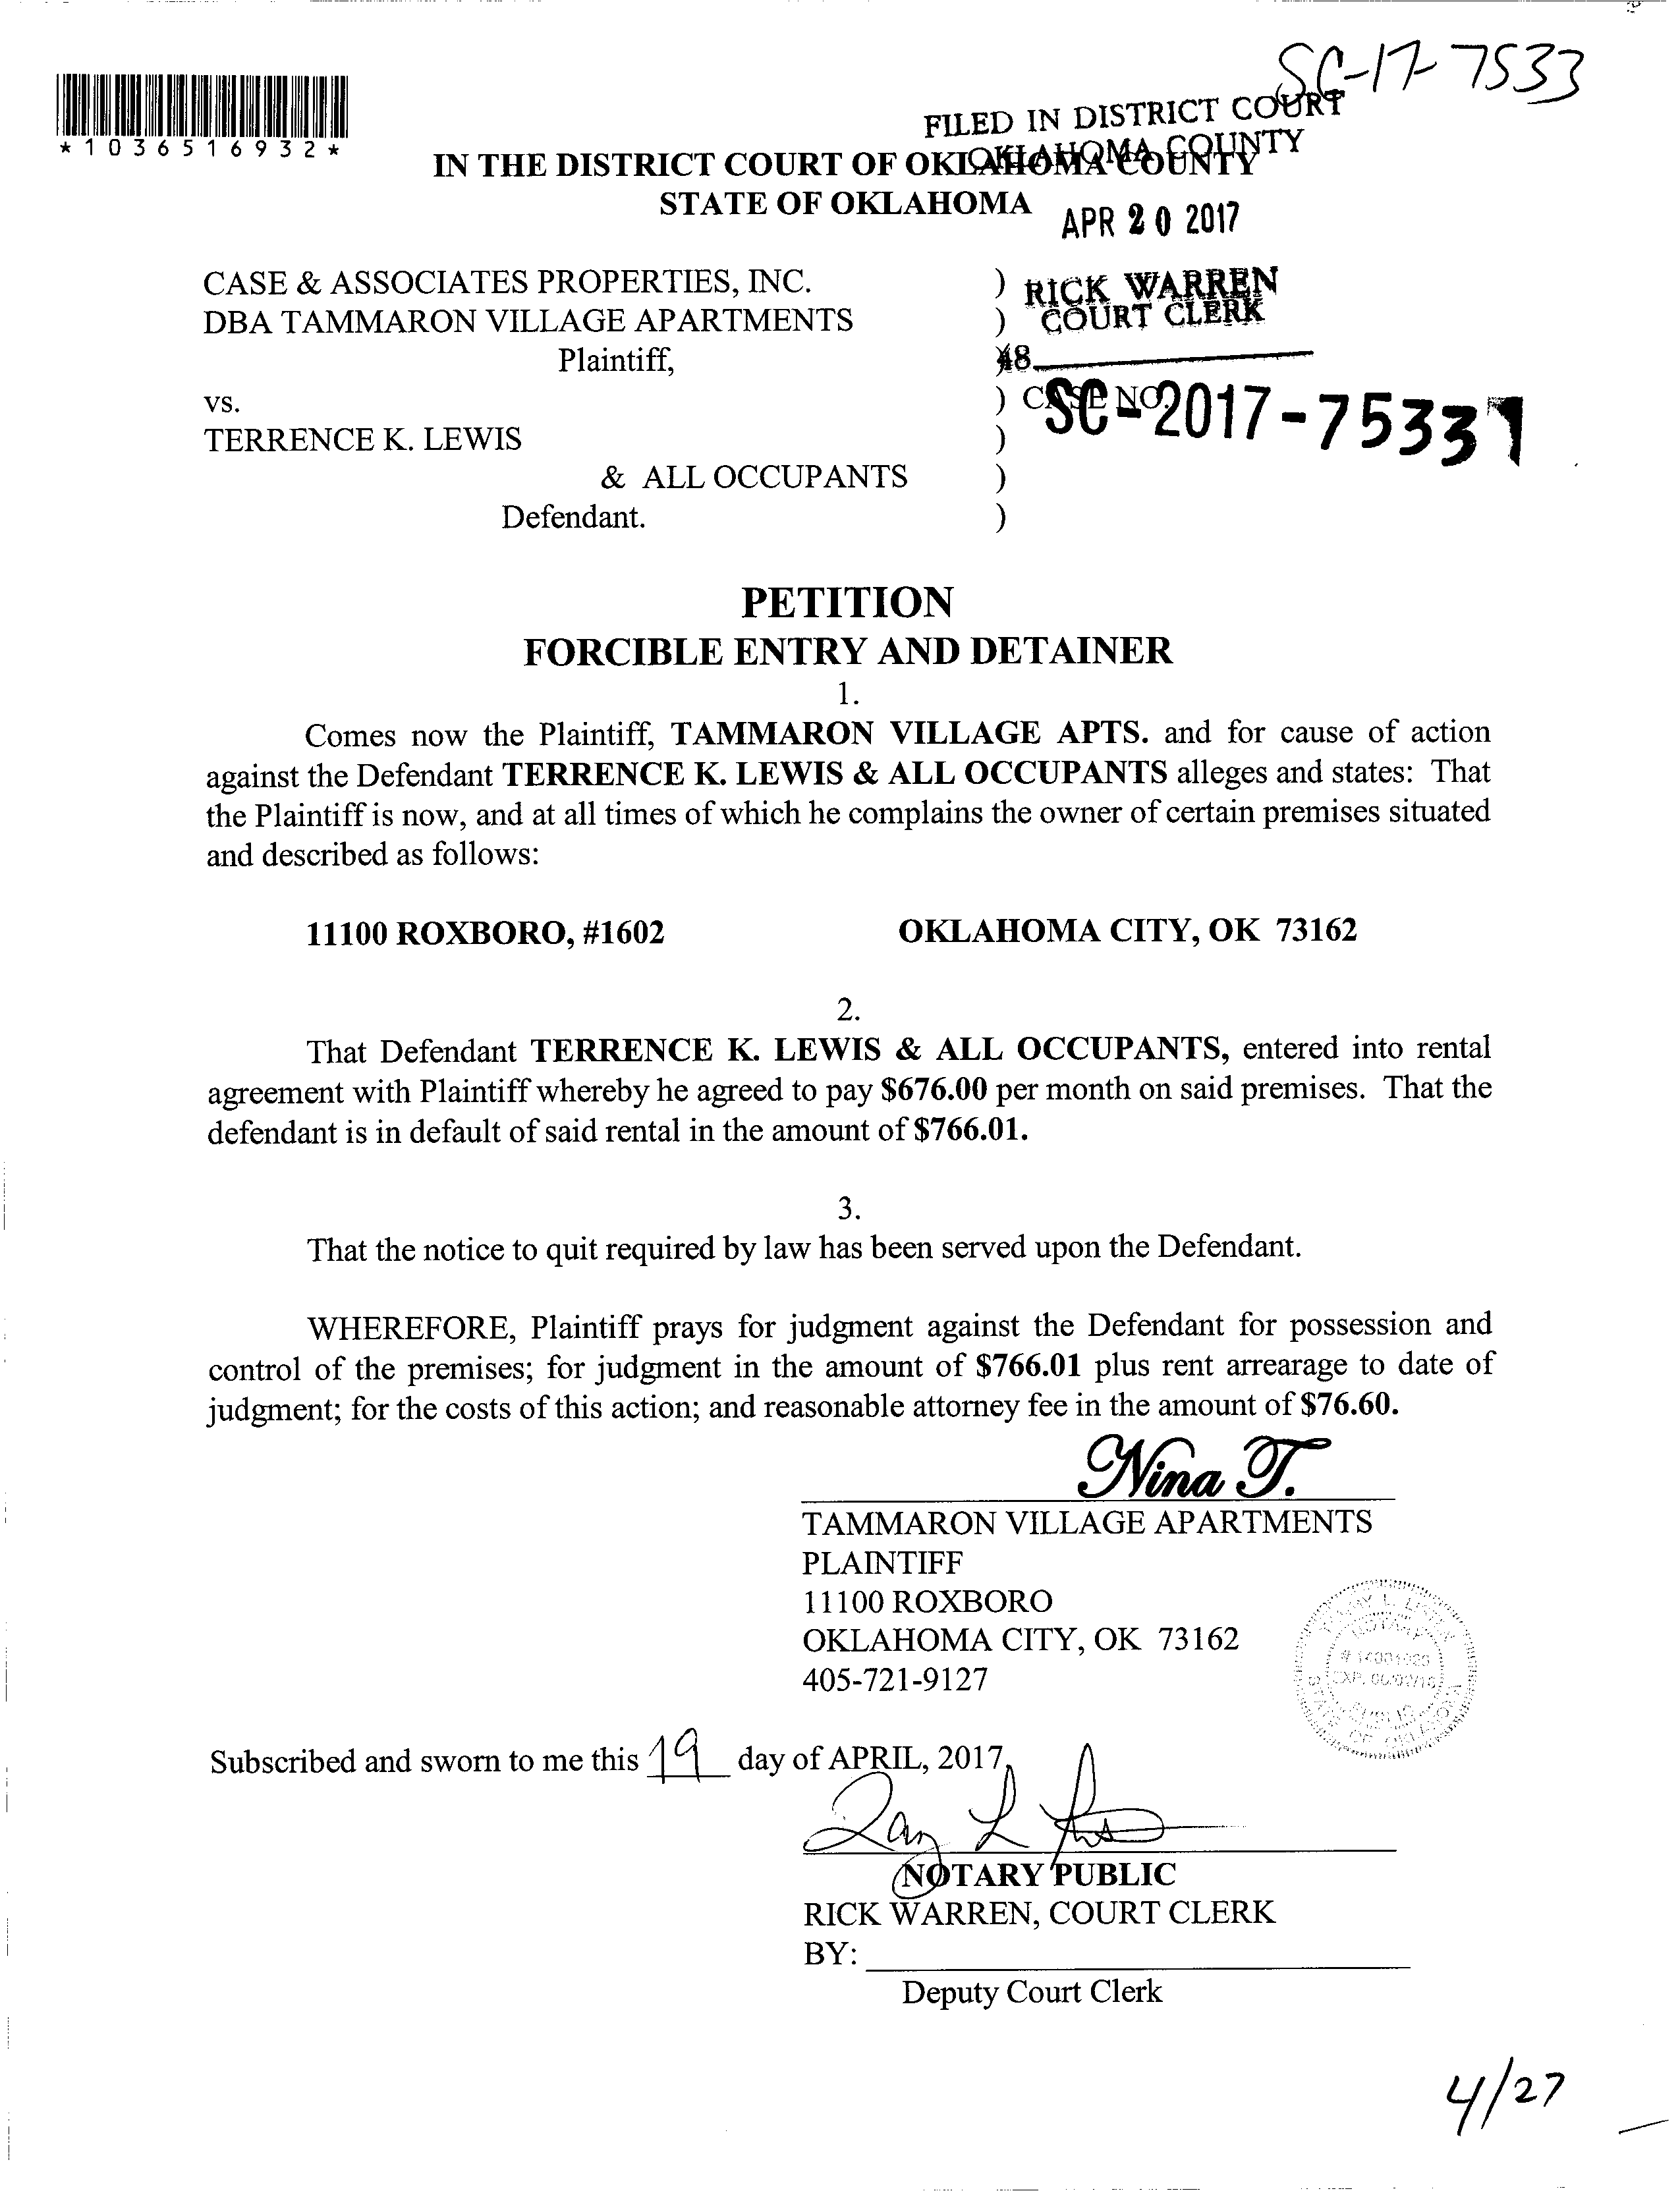 SC-17-7533
*1036516932*
FILED IN DISTRICT COURT
OKLAHOMA COUNTY
IN THE DISTRICT COURT OF OKLAHOMA COUNTY
STATE OF OKLAHOMA
APR 20 2017
CASE & ASSOCIATES PROPERTIES, INC. )
RICK WARREN
DBA TAMMARON VILLAGE APARTMENTS )
COURT CLERK
Plaintiff, )
48
vs. ) CASE NO.
SC-2017-7533
TERRENCE K. LEWIS )
& ALL OCCUPANTS )
Defendant. )
PETITION
FORCIBLE ENTRY AND DETAINER
1.
Comes now the Plaintiff, TAMMARON VILLAGE APTS. and for cause of action
against the Defendant TERRENCE K. LEWIS & ALL OCCUPANTS alleges and states: That
the Plaintiff is now, and at all times of which he complains the owner of certain premises situated
and described as follows:
11100 ROXBORO, #1602 OKLAHOMA CITY, OK 73162
2.
That Defendant TERRENCE K. LEWIS & ALL OCCUPANTS, entered into rental
agreement with Plaintiff whereby he agreed to pay $676.00 per month on said premises. That the
defendant is in default of said rental in the amount of $766.01.
3.
That the notice to quit required by law has been served upon the Defendant.
WHEREFORE, Plaintiff prays for judgment against the Defendant for possession and
control of the premises; for judgment in the amount of $766.01 plus rent arrearage to date of
judgment; for the costs of this action; and reasonable attorney fee in the amount of $76.60.
Nina T.
TAMMARON VILLAGE APARTMENTS
PLAINTIFF
11100 ROXBORO
OKLAHOMA CITY, OK 73162
405-721-9127
NOTARY
PUBLIC
STATE OF OKLAHOMA
Subscribed and sworn to me this 19 day of APRIL, 2017,
NOTARY PUBLIC
RICK WARREN, COURT CLERK
BY:
Deputy Court Clerk
4/27